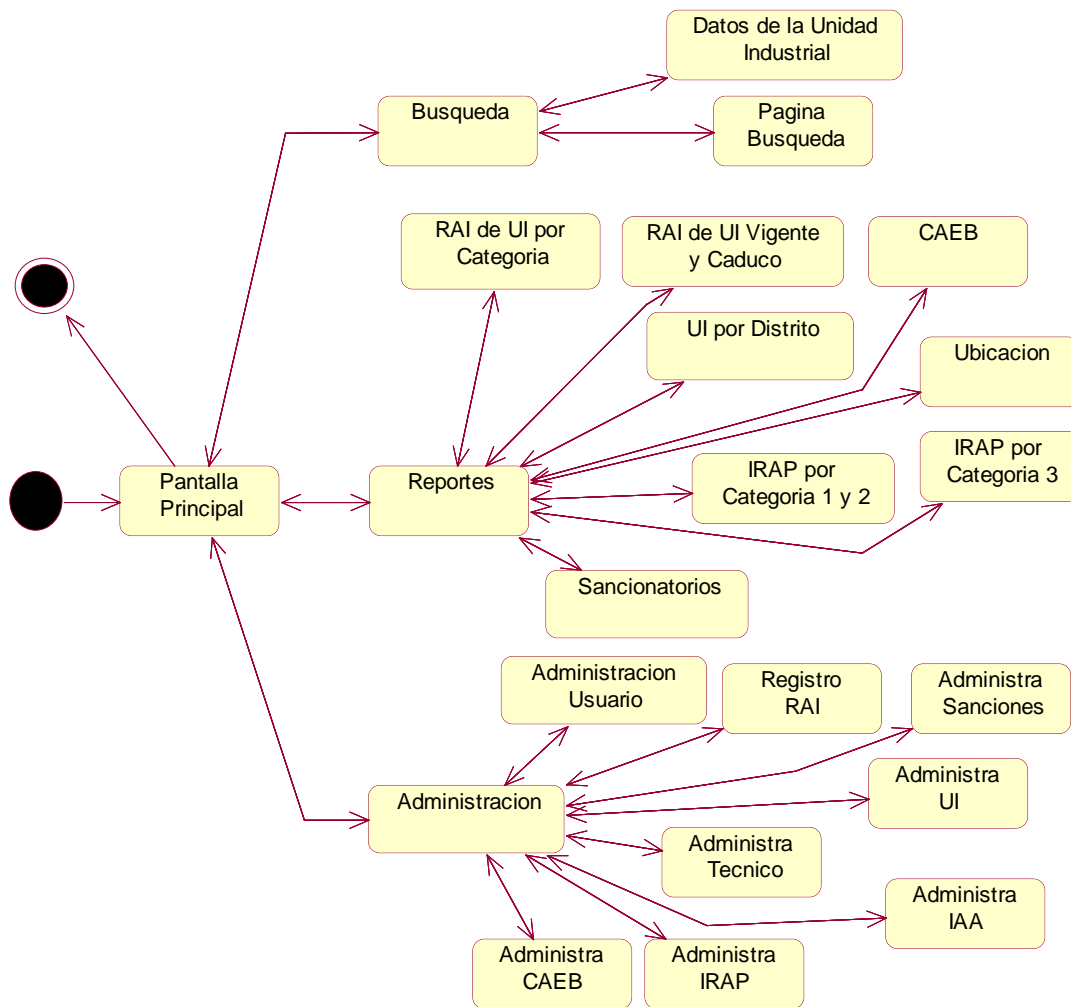 Datos de la Unidad
Industrial
Busqueda
Pagina
Busqueda
RAI de UI por
Categoria
RAI de UI Vigente
y Caduco
CAEB
UI por Distrito
Ubicacion
Pantalla
Principal
Reportes
IRAP por
Categoria 1 y 2
IRAP por
Categoria 3
Sancionatorios
Administracion
Usuario
Registro
RAI
Administra
Sanciones
Administracion
Administra
UI
Administra
Tecnico
Administra
IAA
Administra
CAEB
Administra
IRAP